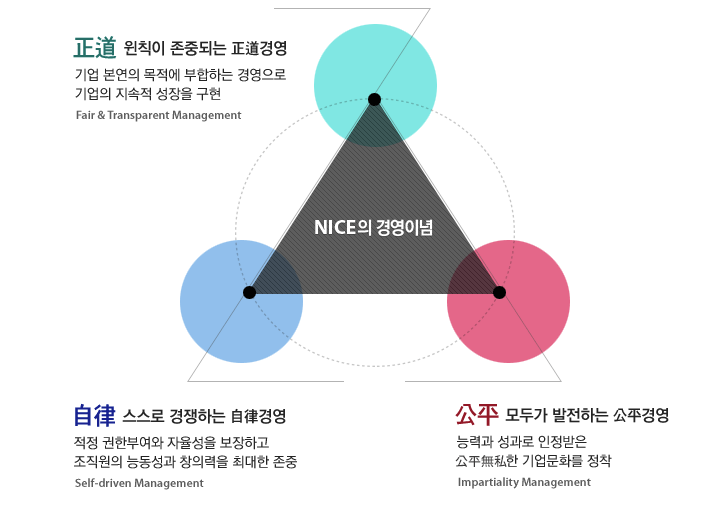 正道 윈칙이 존중되는 正道경영
기업 본연의 목적에 부합하는 경영으로
기업의 지속적 성장을 구현
Fair & Transparent Management
NICE의 경영이념
自律 스스로 경쟁하는 自律경영
적정 권한부여와 자율성을 보장하고
조직원의 능동성과 창의력을 최대한 존중
Self-driven Management
公平 모두가 발전하는 公平경영
능력과 성과로 인정받은
公平無私한 기업문화를 정착
Impartiality Management